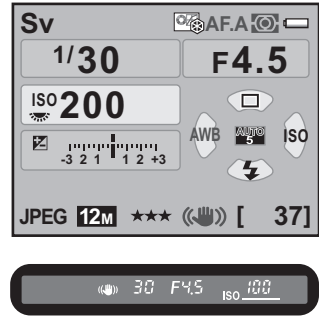 Sv AF.A
1/30 F4.5
ISO 200
AWB AUTO 5 ISO
-3 2 1 1 2 +3
JPEG 12M ★★★ [ 37]
30 F4.5 ISO 100